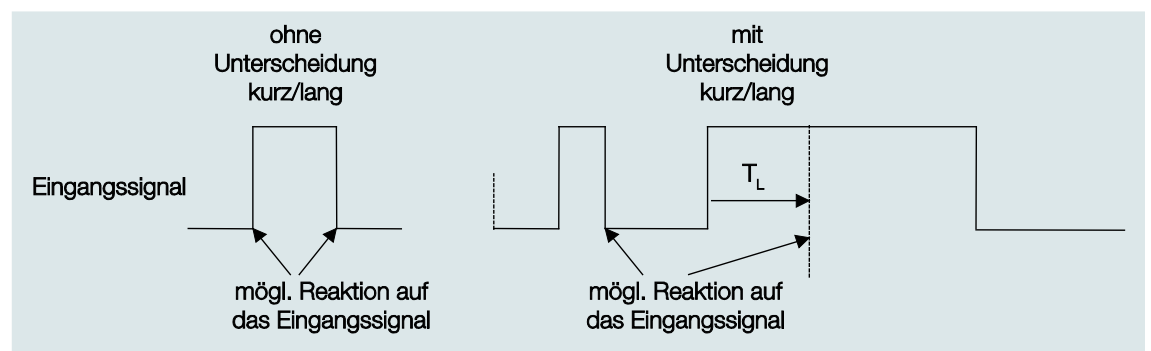 ohne
Unterscheidung
kurz/lang
mit
Unterscheidung
kurz/lang
Eingangssignal
TL
mögl. Reaktion auf
das Eingangssignal
mögl. Reaktion auf
das Eingangssignal